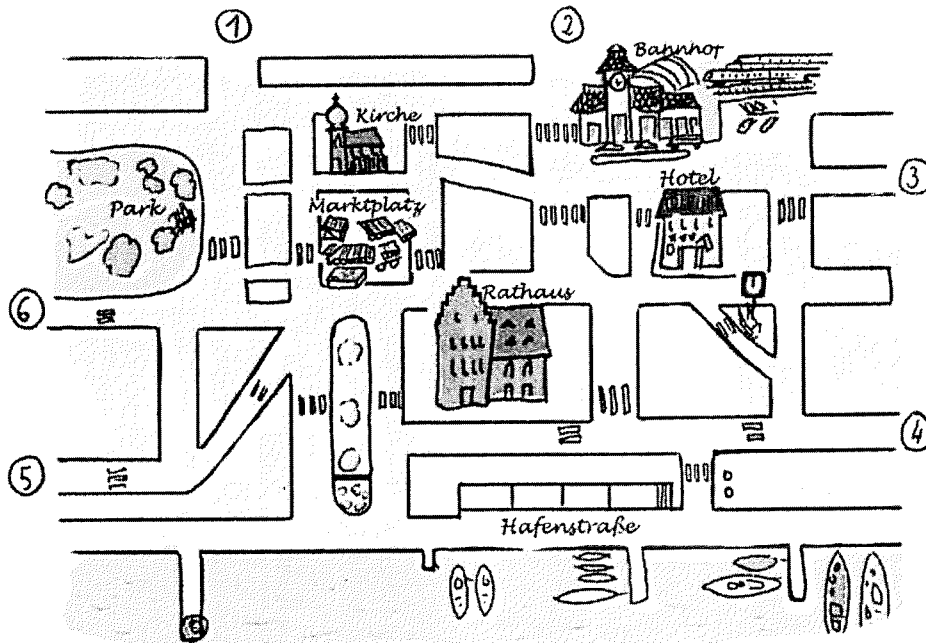 1
2
Bahnhof
Kirche
Hotel
3
Park
Marktplatz
Rathaus
6
4
5
Hafenstraße